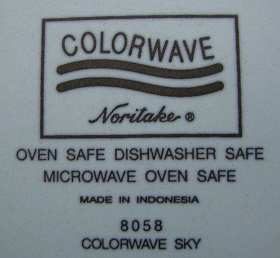 COLORWAVE
Noritake ®
OVEN SAFE DISHWASHER SAFE
MICROWAVE OVEN SAFE
MADE IN INDONESIA
8058
COLORWAVE SKY